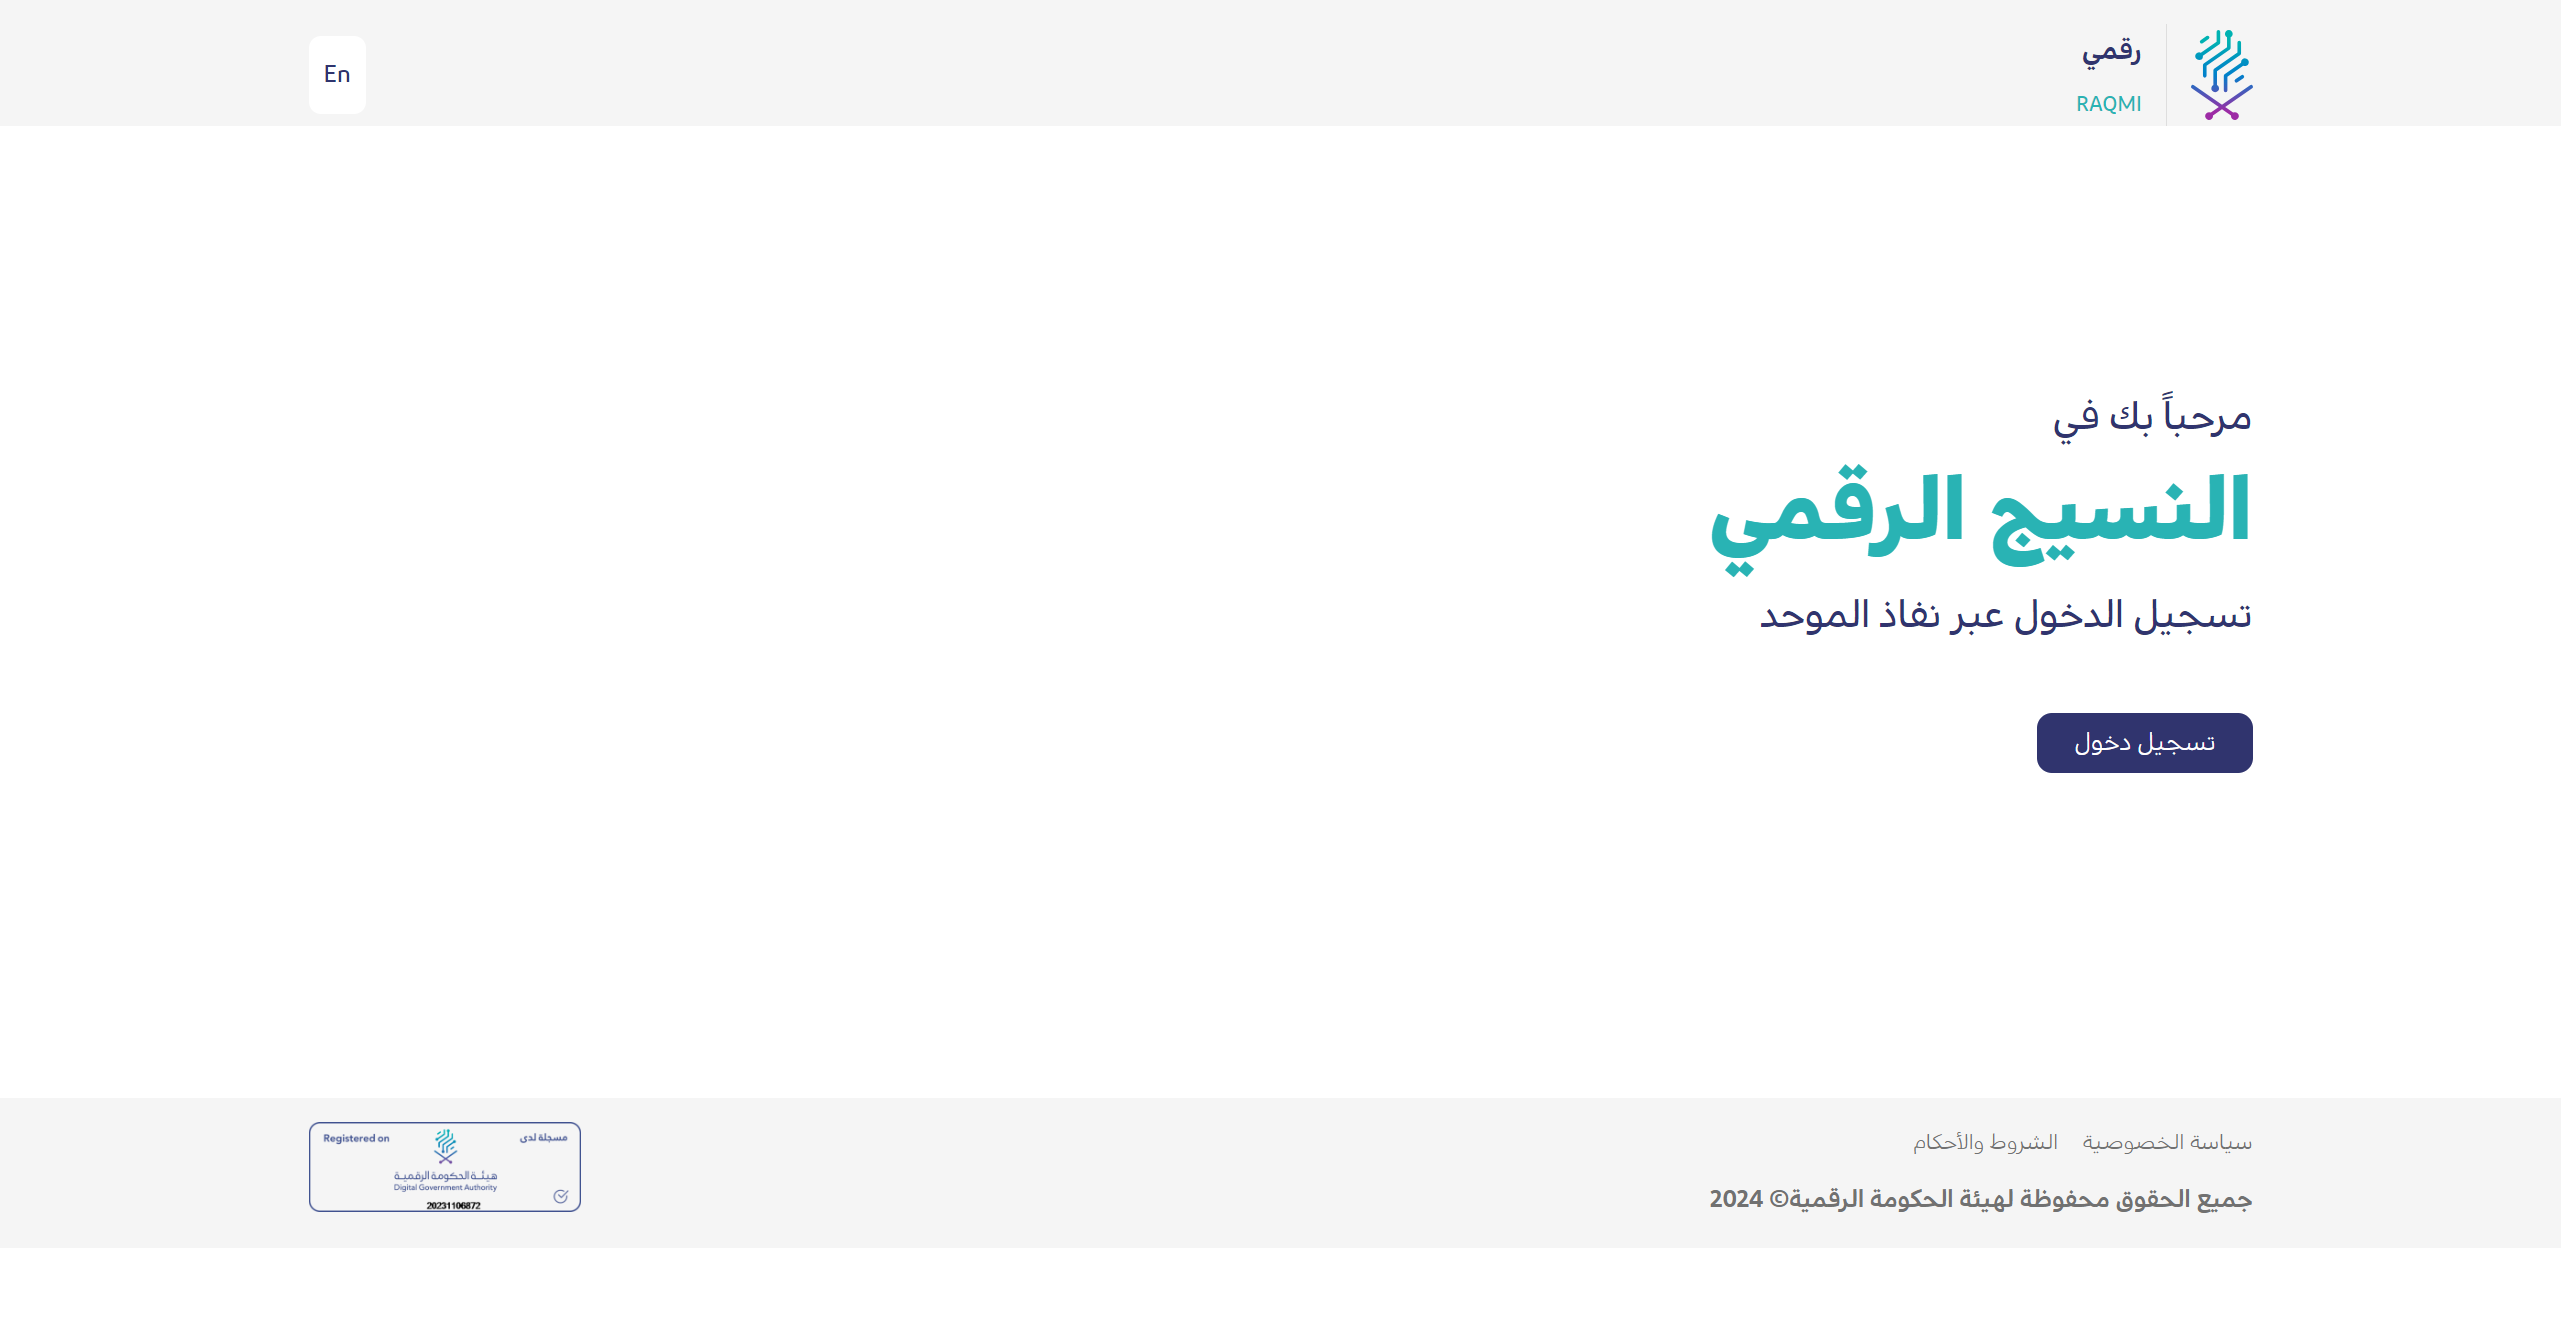 رقمي
RAQMI
En
مرحباً بك في
النسيج الرقمي
تسجيل الدخول عبر نفاذ الموحد
تسجيل دخول
سياسة الخصوصية
الشروط والأحكام
جميع الحقوق محفوظة لهيئة الحكومة الرقمية© 2024
مسجلة لدى
Registered on
هيئة الحكومة الرقمية
Digital Government Authority
20231106872